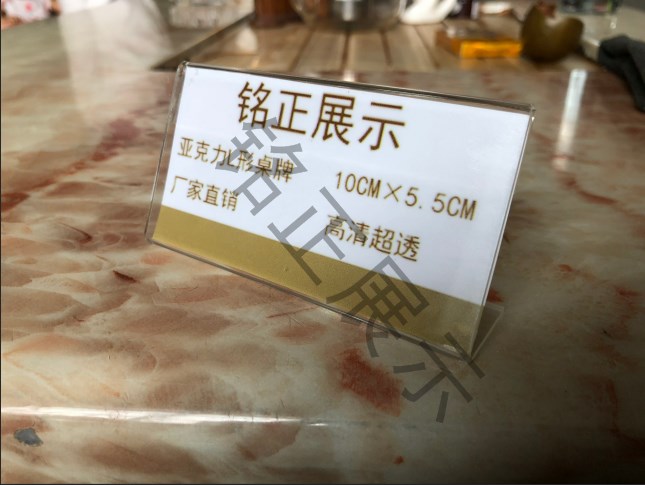 铭正展示
亚克力L形桌牌
10CM×5.5CM
厂家直销
高清超透
铭正展示